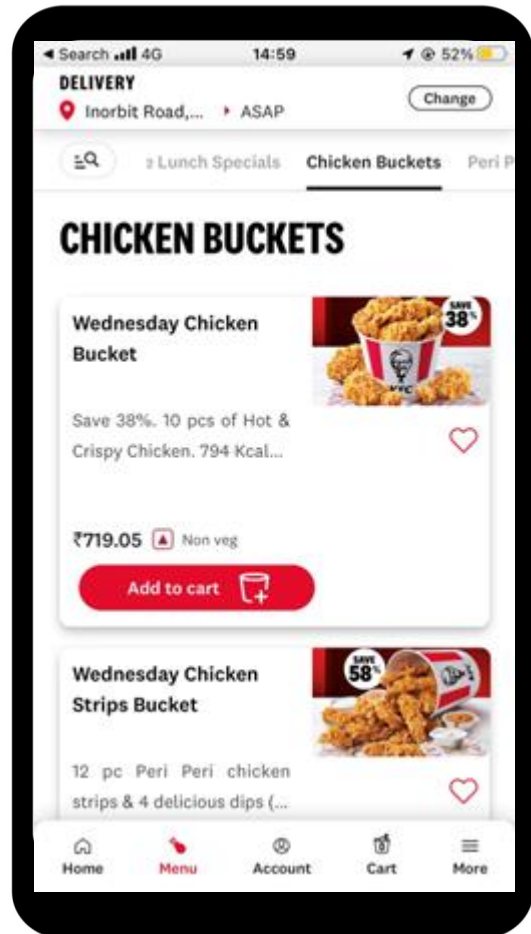 Search 4G 14:59 52%
DELIVERY
Inorbit Road,... ASAP
Change
Lunch Specials Chicken Buckets Peri P
CHICKEN BUCKETS
SAVE
38%
Wednesday Chicken
Bucket
KFC
Save 38%. 10 pcs of Hot &
Crispy Chicken. 794 Kcal...
₹719.05 Non veg
Add to cart
SAVE
58%
Wednesday Chicken
Strips Bucket
12 pc Peri Peri chicken
strips & 4 delicious dips (...
Home Menu Account Cart More